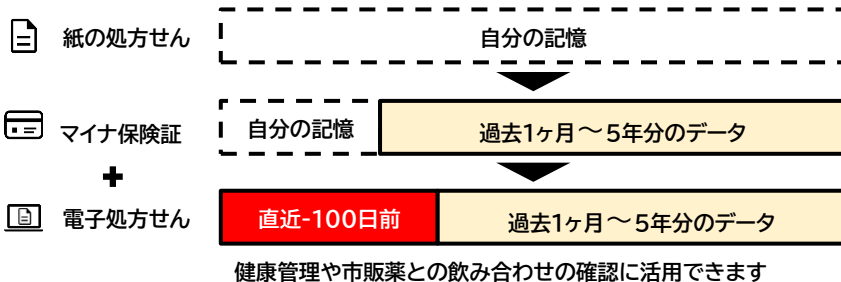 紙の処方せん 自分の記憶
マイナ保険証 自分の記憶 過去1ヶ月～5年分のデータ
+
電子処方せん 直近-100日前 過去1ヶ月～5年分のデータ
健康管理や市販薬との飲み合わせの確認に活用できます